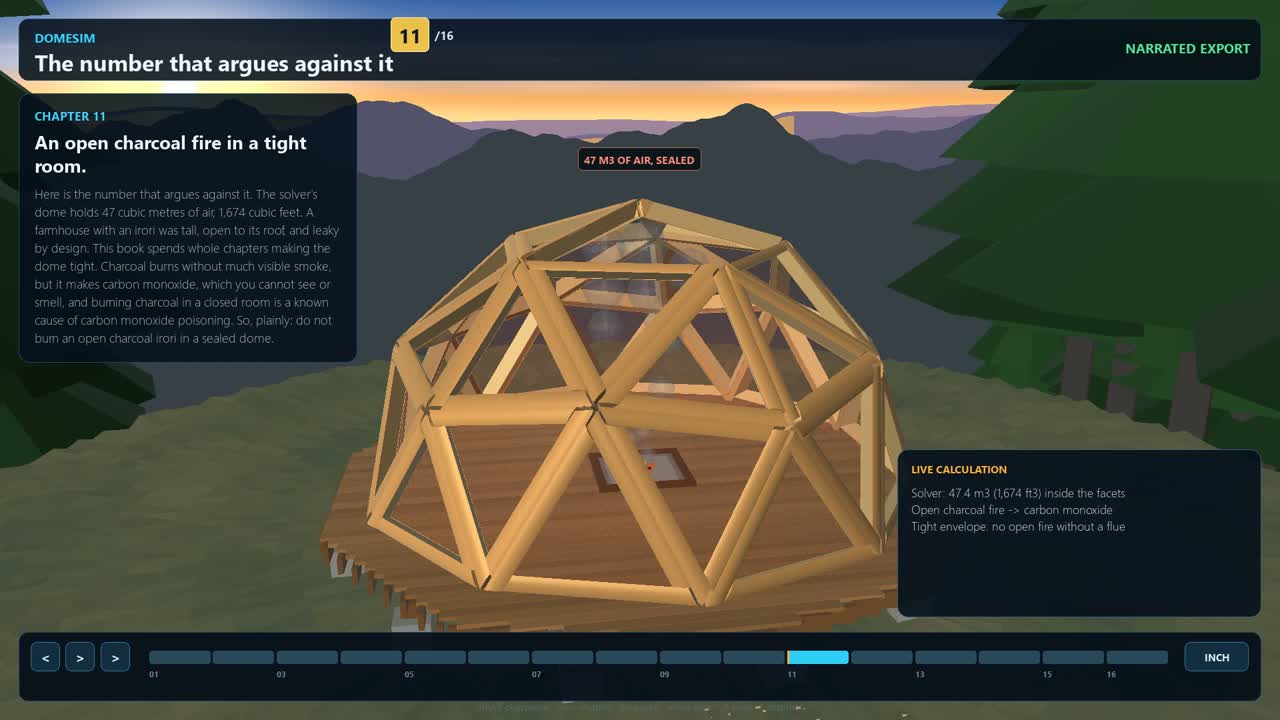 DOMESIM
The number that argues against it
11 /16
NARRATED EXPORT
CHAPTER 11
An open charcoal fire in a tight
room.
Here is the number that argues against it. The solver's
dome holds 47 cubic metres of air, 1,674 cubic feet. A
farmhouse with an irori was tall, open to its roof, and leaky
by design. This book spends whole chapters making the
dome tight. Charcoal burns without much visible smoke,
but it makes carbon monoxide, which you cannot see or
smell, and burning charcoal in a closed room is a known
cause of carbon monoxide poisoning. So, plainly: do not
burn an open charcoal irori in a sealed dome.
47 M3 OF AIR, SEALED
LIVE CALCULATION
Solver: 47.4 m3 (1,674 ft3) inside the facets
Open charcoal fire -> carbon monoxide
Tight envelope: no open fire without a flue
< > >
01 03 05 07 09 11 13 15 16
INCH